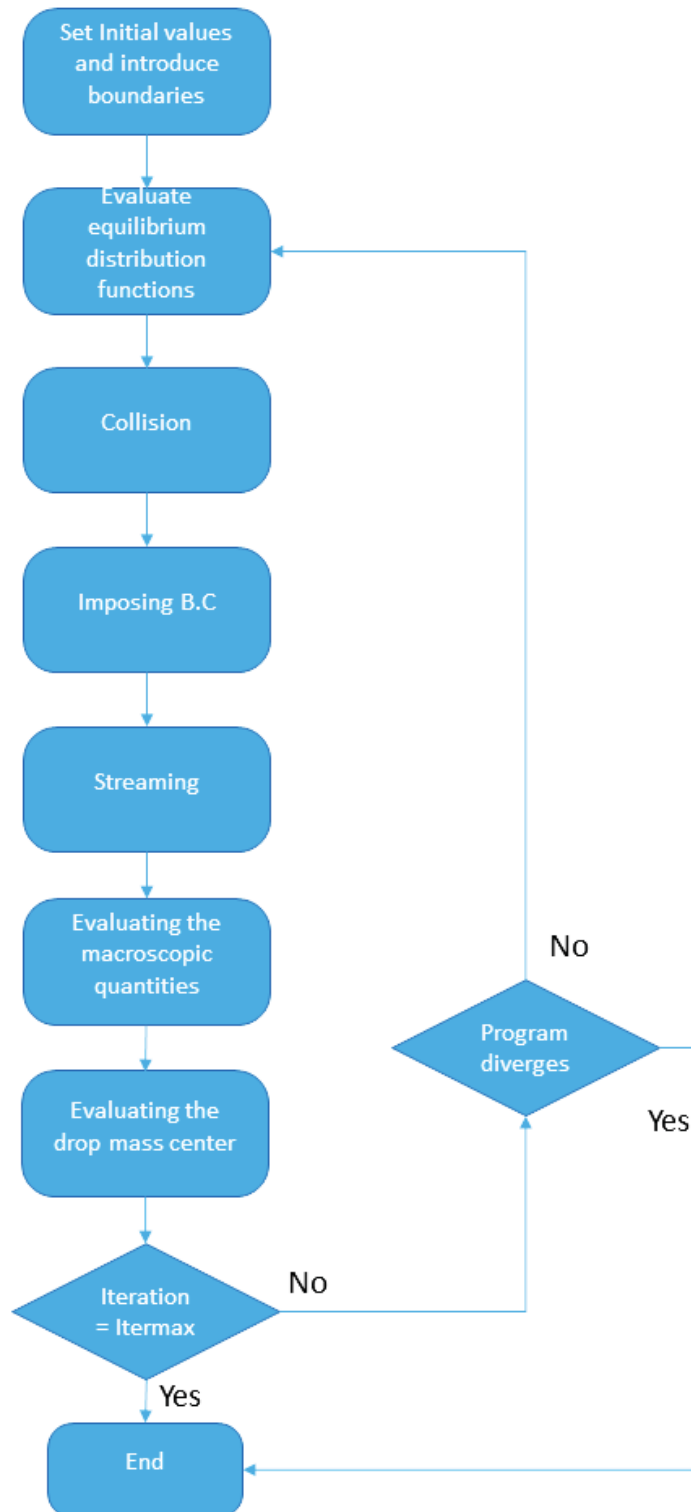 Set Initial values
and introduce
boundaries
Evaluate
equilibrium
distribution
functions
Collision
Imposing B.C
Streaming
Evaluating the
macroscopic
quantities
No
Program
diverges
Yes
Evaluating the
drop mass center
Iteration
= Itermax
No
Yes
End